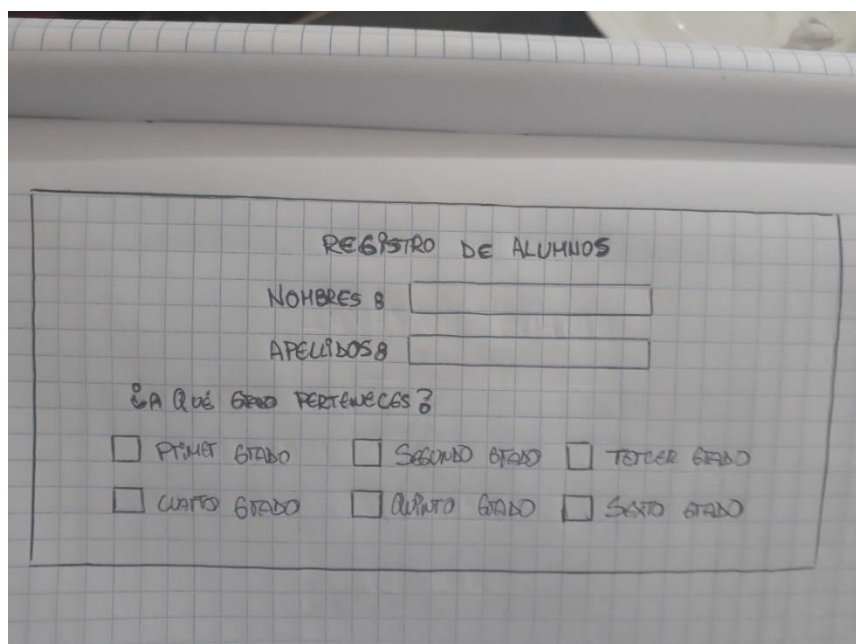 REGISTRO DE ALUMNOS
NOMBRES :
APELLIDOS :
¿A QUÉ GRADO PERTENECES?
PRIMER GRADO SEGUNDO GRADO TERCER GRADO
CUARTO GRADO QUINTO GRADO SEXTO GRADO